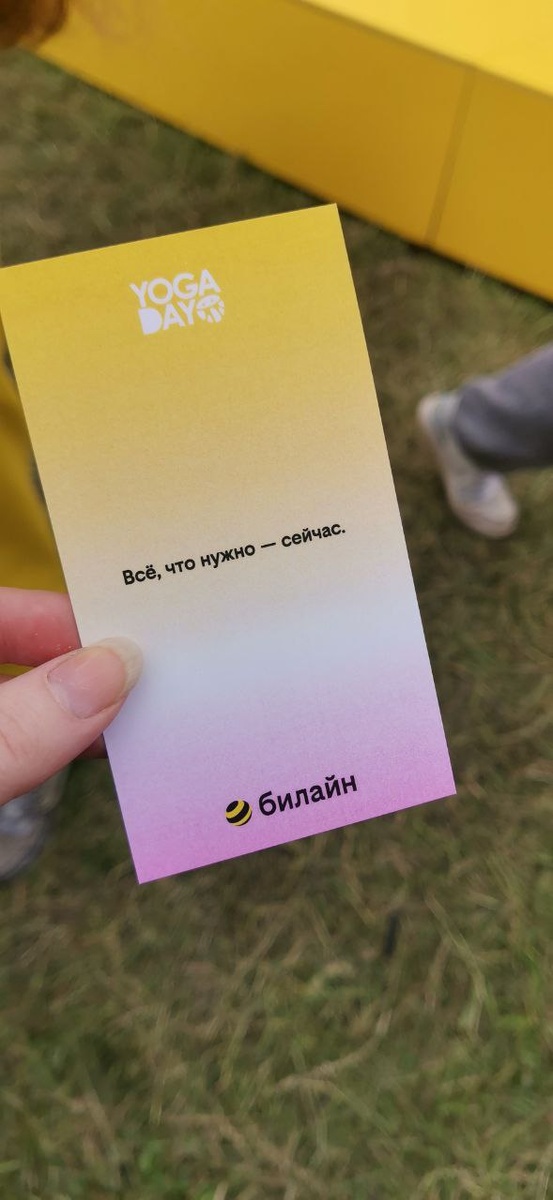 YOGA
DAY
Всё, что нужно — сейчас.
билайн